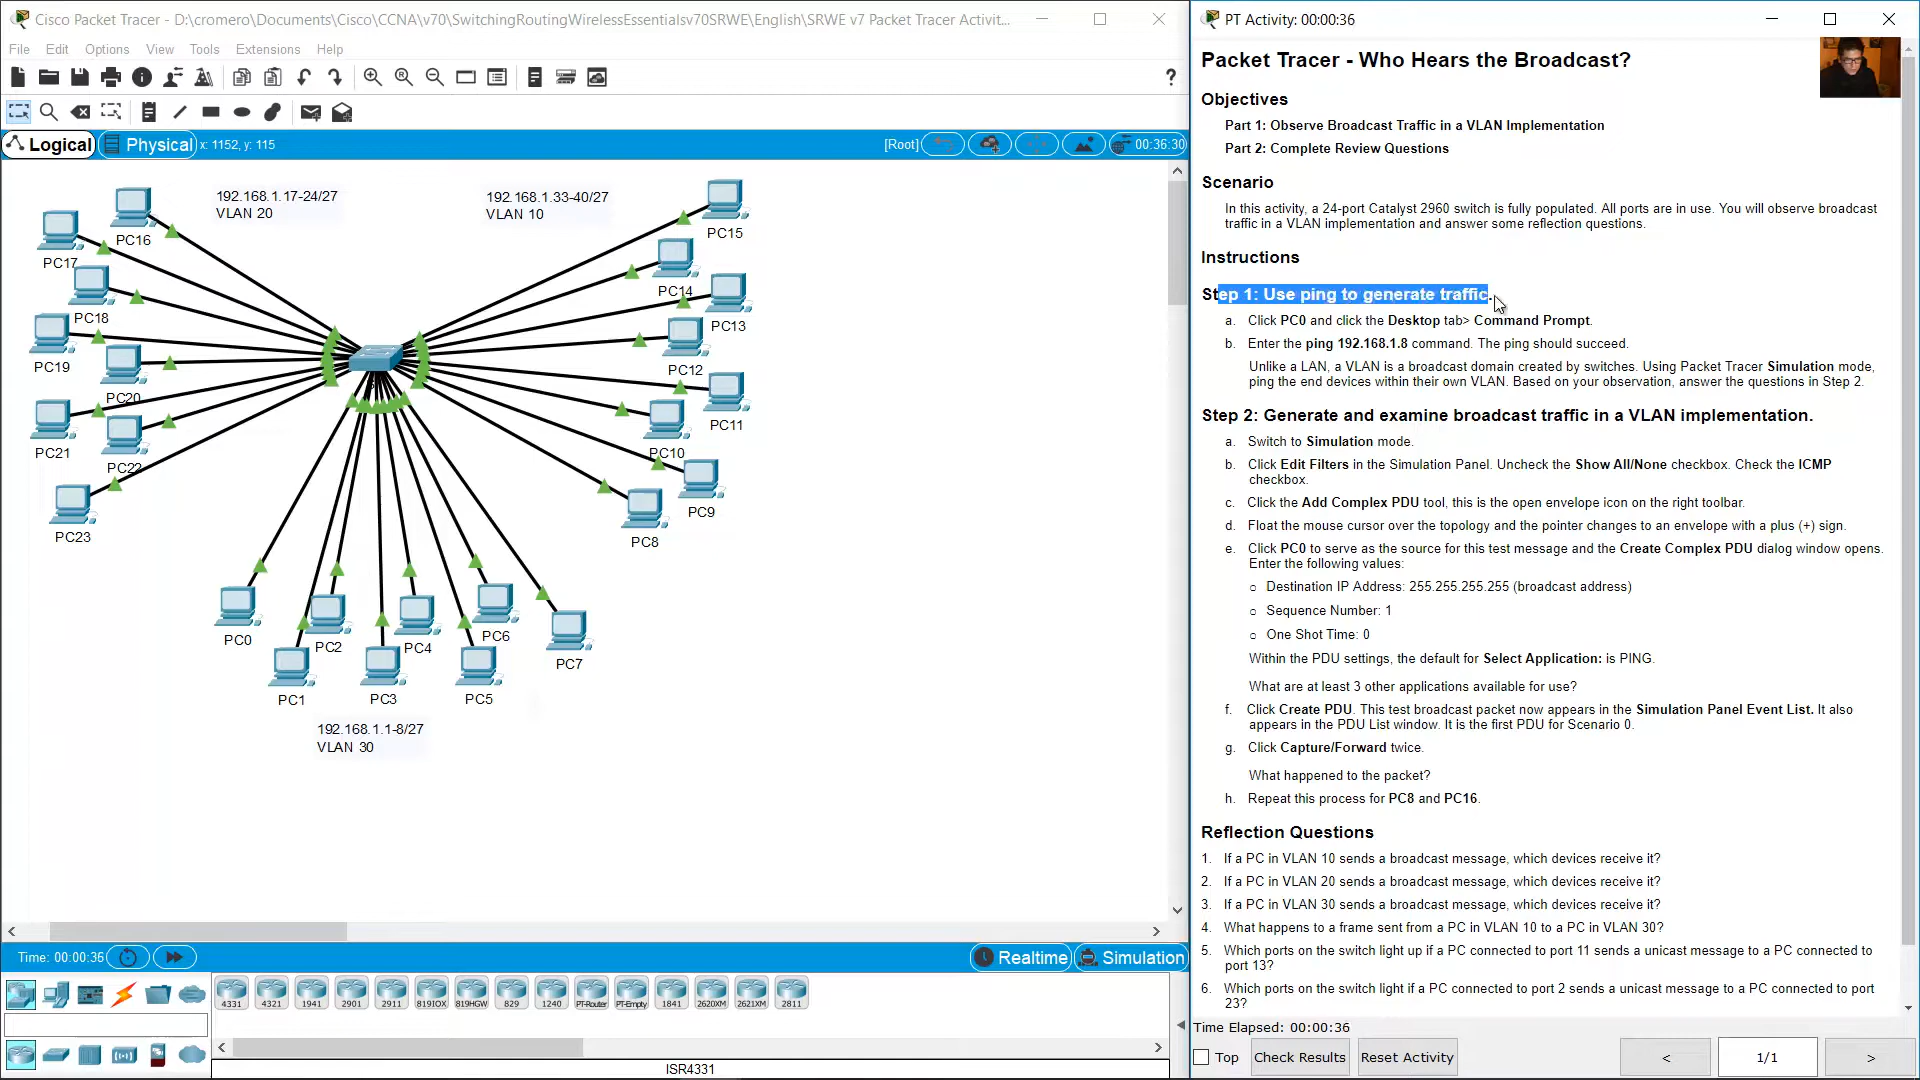 Cisco Packet Tracer - D:\cromero\Documents\Cisco\CCNA\v70\SwitchingRoutingWirelessEssentialsv70SRWE\English\SRWE v7 Packet Tracer Activit...
File Edit Options View Tools Extensions Help
?
Logical Physical x: 1152, y: 115 [Root] 00:36:30
192.168.1.17-24/27
VLAN 20
192.168.1.33-40/27
VLAN 10
PC16
PC17
PC18
PC19
PC20
PC21
PC22
PC23
PC15
PC14
PC13
PC12
PC11
PC10
PC9
PC8
PC0
PC2
PC4
PC6
PC7
PC1
PC3
PC5
192.168.1.1-8/27
VLAN 30
Time: 00:00:36 Realtime Simulation
4331 4321 1941 2901 2911 819IOX 819HGW 829 1240 PT-Router PT-Empty 1841 2620XM 2621XM 2811
ISR4331
PT Activity: 00:00:36
Packet Tracer - Who Hears the Broadcast?
Objectives
Part 1: Observe Broadcast Traffic in a VLAN Implementation
Part 2: Complete Review Questions
Scenario
In this activity, a 24-port Catalyst 2960 switch is fully populated. All ports are in use. You will observe broadcast
traffic in a VLAN implementation and answer some reflection questions.
Instructions
Step 1: Use ping to generate traffic.
a. Click PC0 and click the Desktop tab> Command Prompt.
b. Enter the ping 192.168.1.8 command. The ping should succeed.
Unlike a LAN, a VLAN is a broadcast domain created by switches. Using Packet Tracer Simulation mode,
ping the end devices within their own VLAN. Based on your observation, answer the questions in Step 2.
Step 2: Generate and examine broadcast traffic in a VLAN implementation.
a. Switch to Simulation mode.
b. Click Edit Filters in the Simulation Panel. Uncheck the Show All/None checkbox. Check the ICMP
checkbox.
c. Click the Add Complex PDU tool, this is the open envelope icon on the right toolbar.
d. Float the mouse cursor over the topology and the pointer changes to an envelope with a plus (+) sign.
e. Click PC0 to serve as the source for this test message and the Create Complex PDU dialog window opens.
Enter the following values:
o Destination IP Address: 255.255.255.255 (broadcast address)
o Sequence Number: 1
o One Shot Time: 0
Within the PDU settings, the default for Select Application: is PING.
What are at least 3 other applications available for use?
f. Click Create PDU. This test broadcast packet now appears in the Simulation Panel Event List. It also
appears in the PDU List window. It is the first PDU for Scenario 0.
g. Click Capture/Forward twice.
What happened to the packet?
h. Repeat this process for PC8 and PC16.
Reflection Questions
1. If a PC in VLAN 10 sends a broadcast message, which devices receive it?
2. If a PC in VLAN 20 sends a broadcast message, which devices receive it?
3. If a PC in VLAN 30 sends a broadcast message, which devices receive it?
4. What happens to a frame sent from a PC in VLAN 10 to a PC in VLAN 30?
5. Which ports on the switch light up if a PC connected to port 11 sends a unicast message to a PC connected to
port 13?
6. Which ports on the switch light if a PC connected to port 2 sends a unicast message to a PC connected to port
23?
Time Elapsed: 00:00:36
Top Check Results Reset Activity < 1/1 >